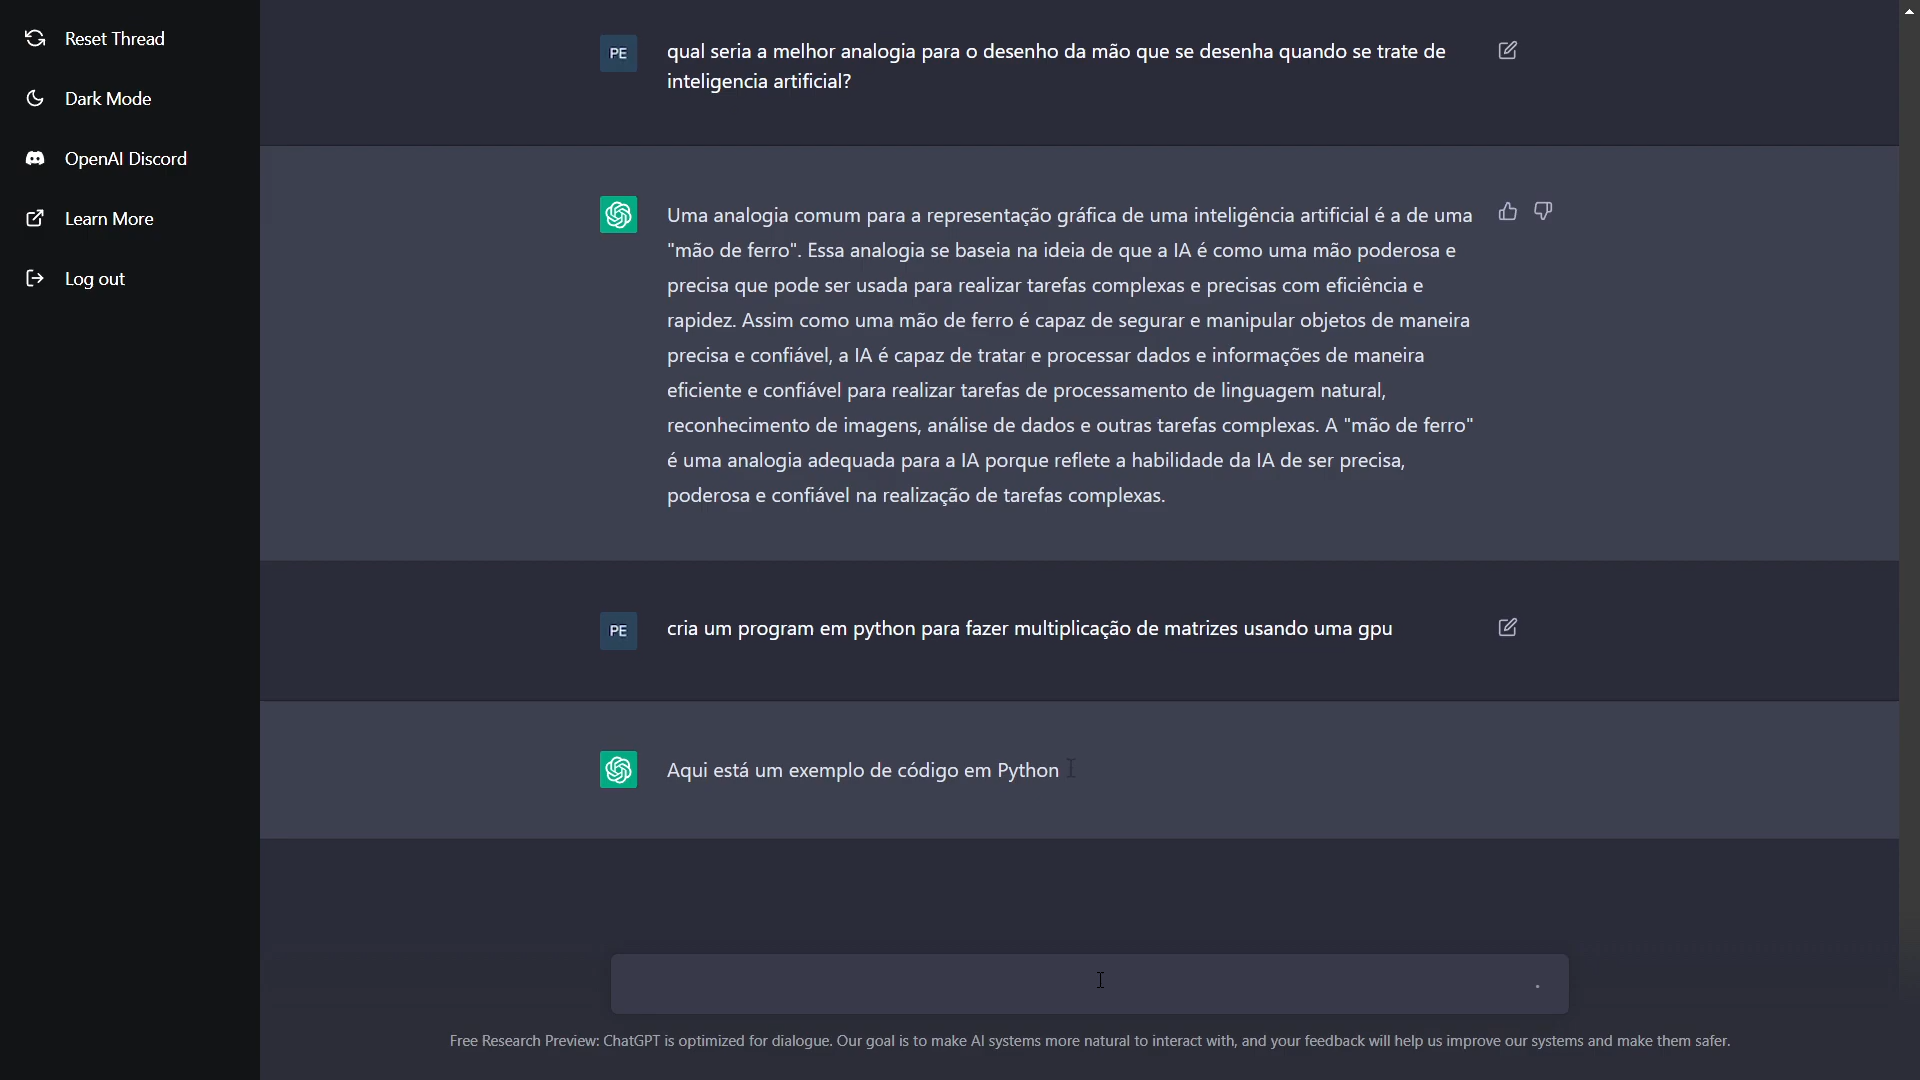 Reset Thread
Dark Mode
OpenAI Discord
Learn More
Log out
PE
qual seria a melhor analogia para o desenho da mão que se desenha quando se trate de
inteligencia artificial?
Uma analogia comum para a representação gráfica de uma inteligência artificial é a de uma
"mão de ferro". Essa analogia se baseia na ideia de que a IA é como uma mão poderosa e
precisa que pode ser usada para realizar tarefas complexas e precisas com eficiência e
rapidez. Assim como uma mão de ferro é capaz de segurar e manipular objetos de maneira
precisa e confiável, a IA é capaz de tratar e processar dados e informações de maneira
eficiente e confiável para realizar tarefas de processamento de linguagem natural,
reconhecimento de imagens, análise de dados e outras tarefas complexas. A "mão de ferro"
é uma analogia adequada para a IA porque reflete a habilidade da IA de ser precisa,
poderosa e confiável na realização de tarefas complexas.
PE
cria um program em python para fazer multiplicação de matrizes usando uma gpu
Aqui está um exemplo de código em Python
Free Research Preview: ChatGPT is optimized for dialogue. Our goal is to make AI systems more natural to interact with, and your feedback will help us improve our systems and make them safer.